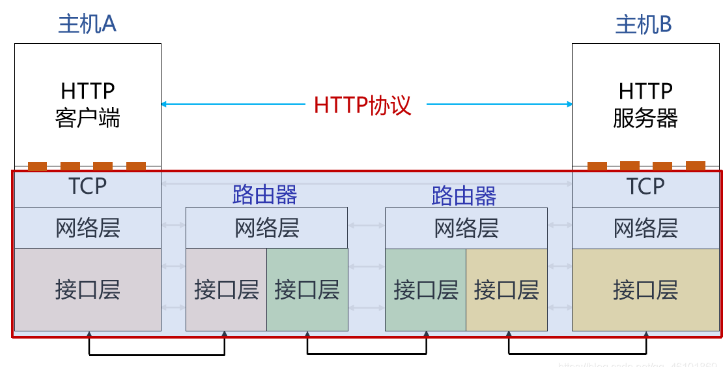 主机A
主机B
HTTP
客户端
HTTP协议
HTTP
服务器
TCP
路由器
路由器
TCP
网络层
网络层
网络层
网络层
接口层
接口层
接口层
接口层
接口层
接口层